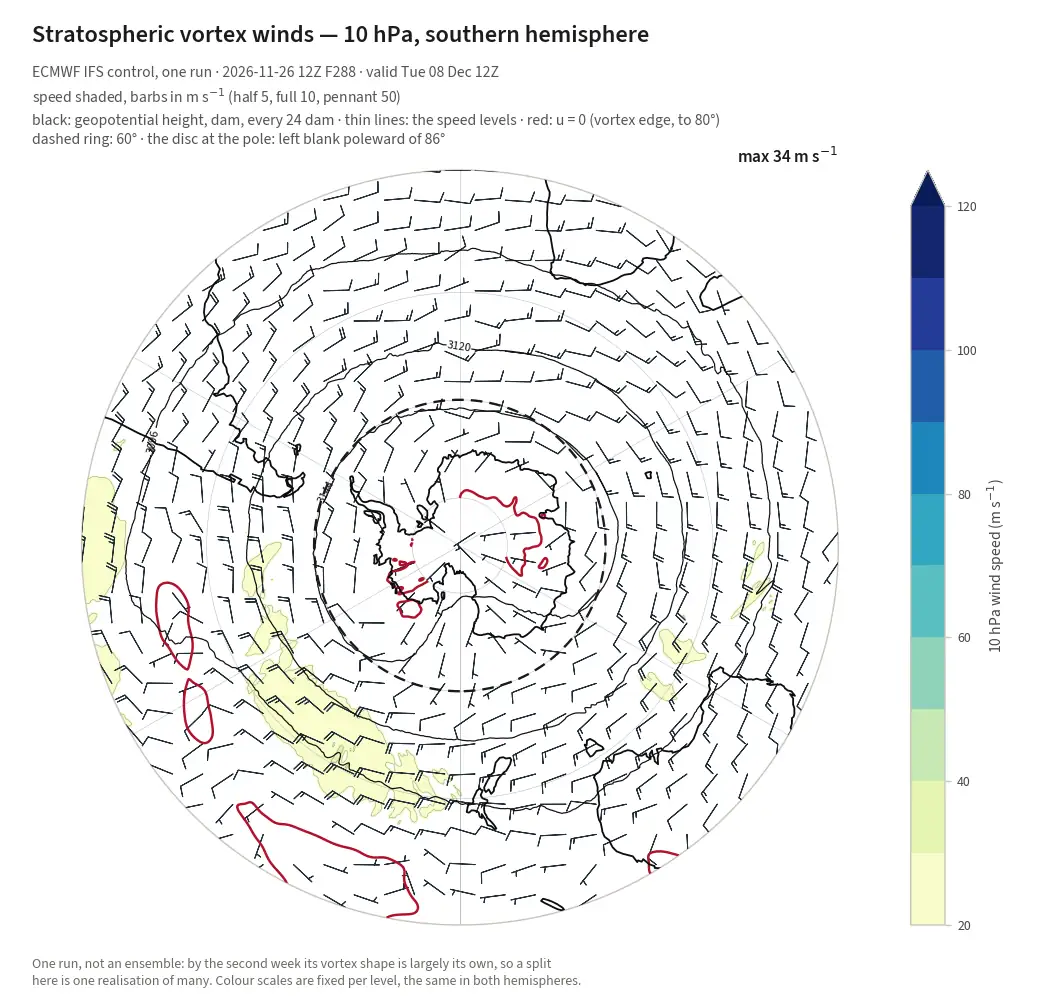 Stratospheric vortex winds — 10 hPa, southern hemisphere
ECMWF IFS control, one run · 2026-11-26 12Z F288 · valid Tue 08 Dec 12Z
speed shaded, barbs in m s⁻¹ (half 5, full 10, pennant 50)
black: geopotential height, dam, every 24 dam · thin lines: the speed levels · red: u = 0 (vortex edge, to 80°)
dashed ring: 60° · the disc at the pole: left blank poleward of 86°
max 34 m s⁻¹
120
100
80
60
40
20
10 hPa wind speed (m s⁻¹)
3120
One run, not an ensemble: by the second week its vortex shape is largely its own, so a split
here is one realisation of many. Colour scales are fixed per level, the same in both hemispheres.